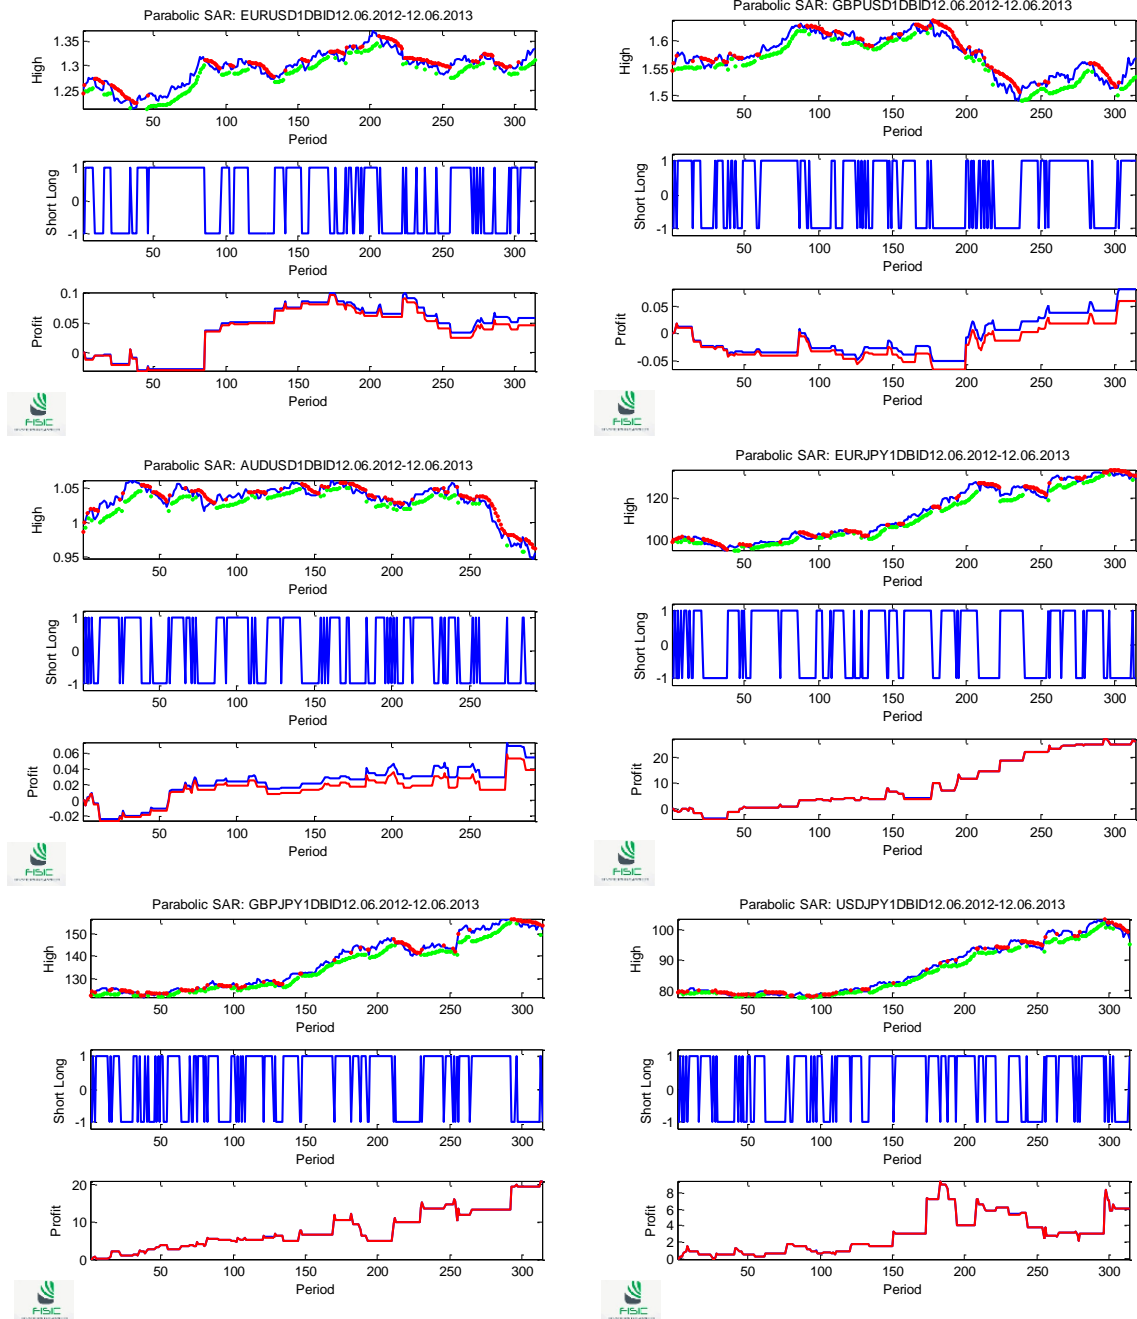 Parabolic SAR: EURUSD1DBID12.06.2012-12.06.2013
High
1.35
1.3
1.25
50 100 150 200 250 300
Period
Short Long
1
0
-1
50 100 150 200 250 300
Period
Profit
0.1
0.05
0
50 100 150 200 250 300
Period
FISIC
Parabolic SAR: GBPUSD1DBID12.06.2012-12.06.2013
High
1.6
1.55
1.5
50 100 150 200 250 300
Period
Short Long
1
0
-1
50 100 150 200 250 300
Period
Profit
0.05
0
-0.05
50 100 150 200 250 300
Period
FISIC
Parabolic SAR: AUDUSD1DBID12.06.2012-12.06.2013
High
1.05
1
0.95
50 100 150 200 250
Period
Short Long
1
0
-1
50 100 150 200 250
Period
Profit
0.06
0.04
0.02
0
-0.02
50 100 150 200 250
Period
FISIC
Parabolic SAR: EURJPY1DBID12.06.2012-12.06.2013
High
120
100
50 100 150 200 250 300
Period
Short Long
1
0
-1
50 100 150 200 250 300
Period
Profit
20
10
0
50 100 150 200 250 300
Period
FISIC
Parabolic SAR: GBPJPY1DBID12.06.2012-12.06.2013
High
150
140
130
50 100 150 200 250 300
Period
Short Long
1
0
-1
50 100 150 200 250 300
Period
Profit
20
10
0
50 100 150 200 250 300
Period
FISIC
Parabolic SAR: USDJPY1DBID12.06.2012-12.06.2013
High
100
90
80
50 100 150 200 250 300
Period
Short Long
1
0
-1
50 100 150 200 250 300
Period
Profit
8
6
4
2
0
50 100 150 200 250 300
Period
FISIC